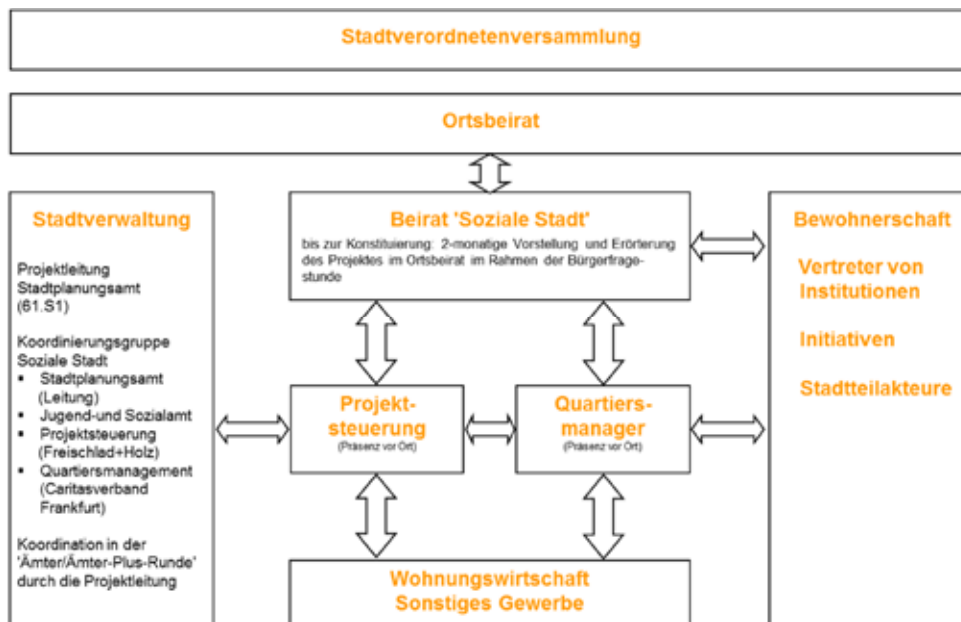 Stadtverordnetenversammlung
Ortsbeirat
Stadtverwaltung
Projektleitung
Stadtplanungsamt
(61.S1)
Koordinierungsgruppe
Soziale Stadt
▪ Stadtplanungsamt
(Leitung)
▪ Jugend-und Sozialamt
▪ Projektsteuerung
(Freischlad+Holz)
▪ Quartiersmanagement
(Caritasverband
Frankfurt)
Koordination in der
'Ämter/Ämter-Plus-Runde'
durch die Projektleitung
Beirat 'Soziale Stadt'
bis zur Konstituierung: 2-monatige Vorstellung und Erörterung
des Projektes im Ortsbeirat im Rahmen der Bürgerfrage-
stunde
Projekt-
steuerung
(Präsenz vor Ort)
Quartiers-
manager
(Präsenz vor Ort)
Wohnungswirtschaft
Sonstiges Gewerbe
Bewohnerschaft
Vertreter von
Institutionen
Initiativen
Stadtteilakteure